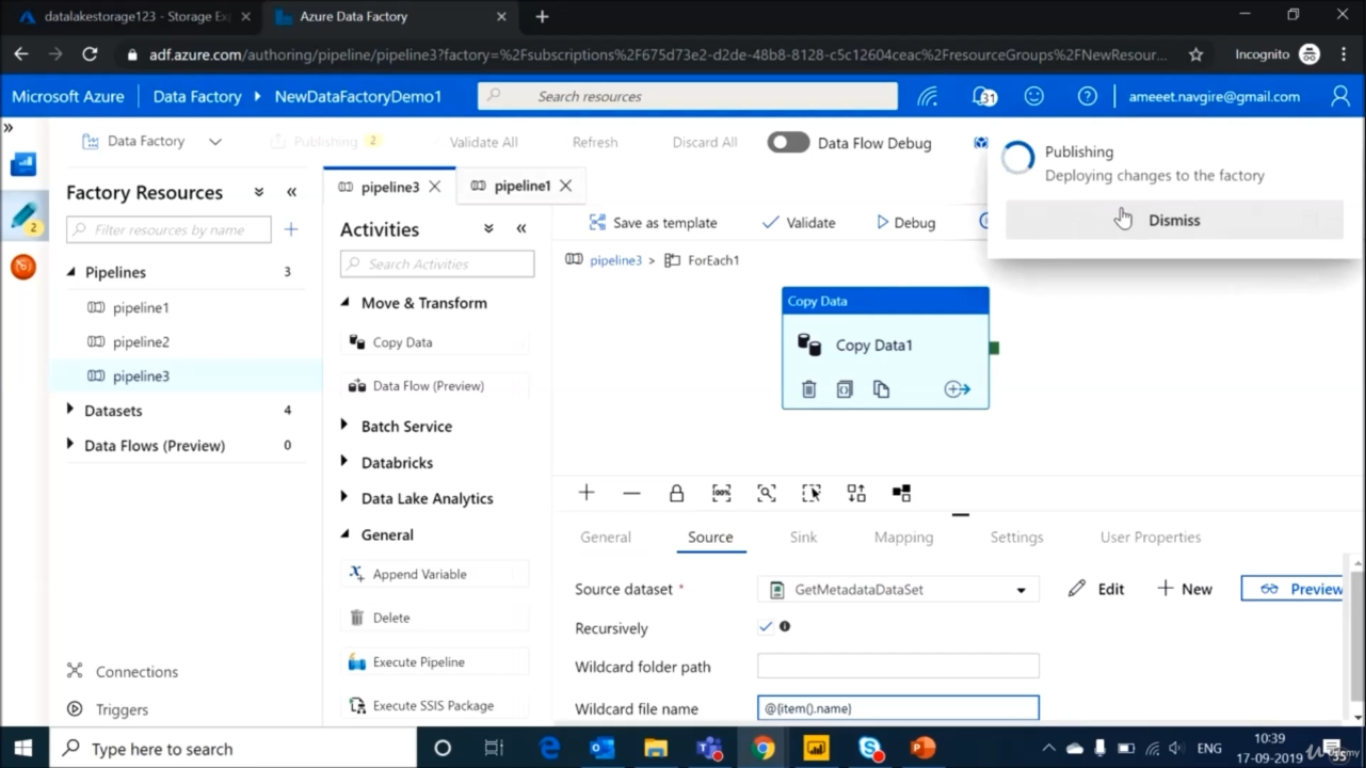 datalakestorage123 - Storage Ex
Azure Data Factory
adf.azure.com/authoring/pipeline/pipeline3?factory=%2Fsubscriptions%2F675d73e2-d2de-48b8-8128-c5c12604ceac%2FresourceGroups%2FNewResour...
Incognito
Microsoft Azure
Data Factory
NewDataFactoryDemo1
Search resources
31
ameeet.navgire@gmail.com
Data Factory
Publishing 2
Validate All
Refresh
Discard All
Data Flow Debug
Publishing
Deploying changes to the factory
Dismiss
2
Factory Resources
Filter resources by name
Pipelines 3
pipeline1
pipeline2
pipeline3
Datasets 4
Data Flows (Preview) 0
Connections
Triggers
pipeline3
pipeline1
Activities
Search Activities
Move & Transform
Copy Data
Data Flow (Preview)
Batch Service
Databricks
Data Lake Analytics
General
Append Variable
Delete
Execute Pipeline
Execute SSIS Package
Save as template
Validate
Debug
pipeline3 > ForEach1
Copy Data
Copy Data1
100%
General
Source
Sink
Mapping
Settings
User Properties
Source dataset *
GetMetadataDataSet
Edit
New
Preview
Recursively
Wildcard folder path
Wildcard file name
@{item().name}
Type here to search
ENG
10:39
17-09-2019